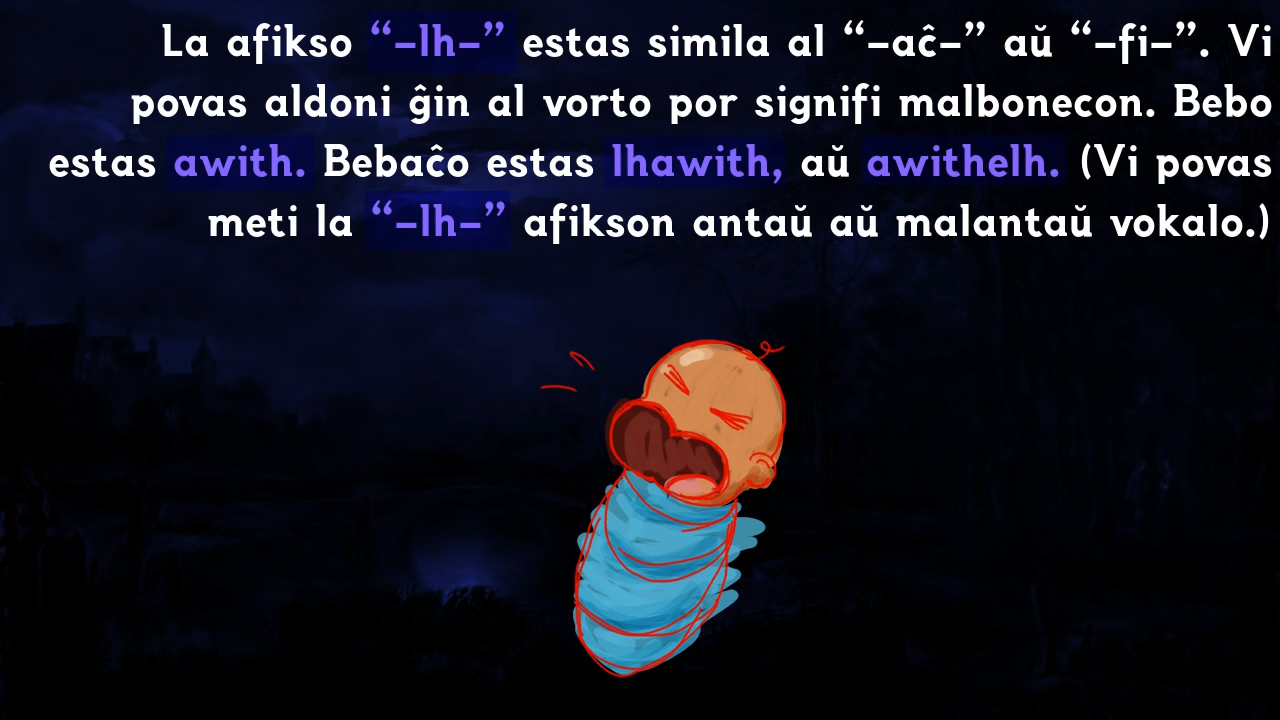 La afikso “–lh–” estas simila al “–aĉ–” aŭ “–fi–”. Vi
povas aldoni ĝin al vorto por signifi malbonecon. Bebo
estas awith. Bebaĉo estas lhawith, aŭ awithelh. (Vi povas
meti la “–lh–” afikson antaŭ aŭ malantaŭ vokalo.)